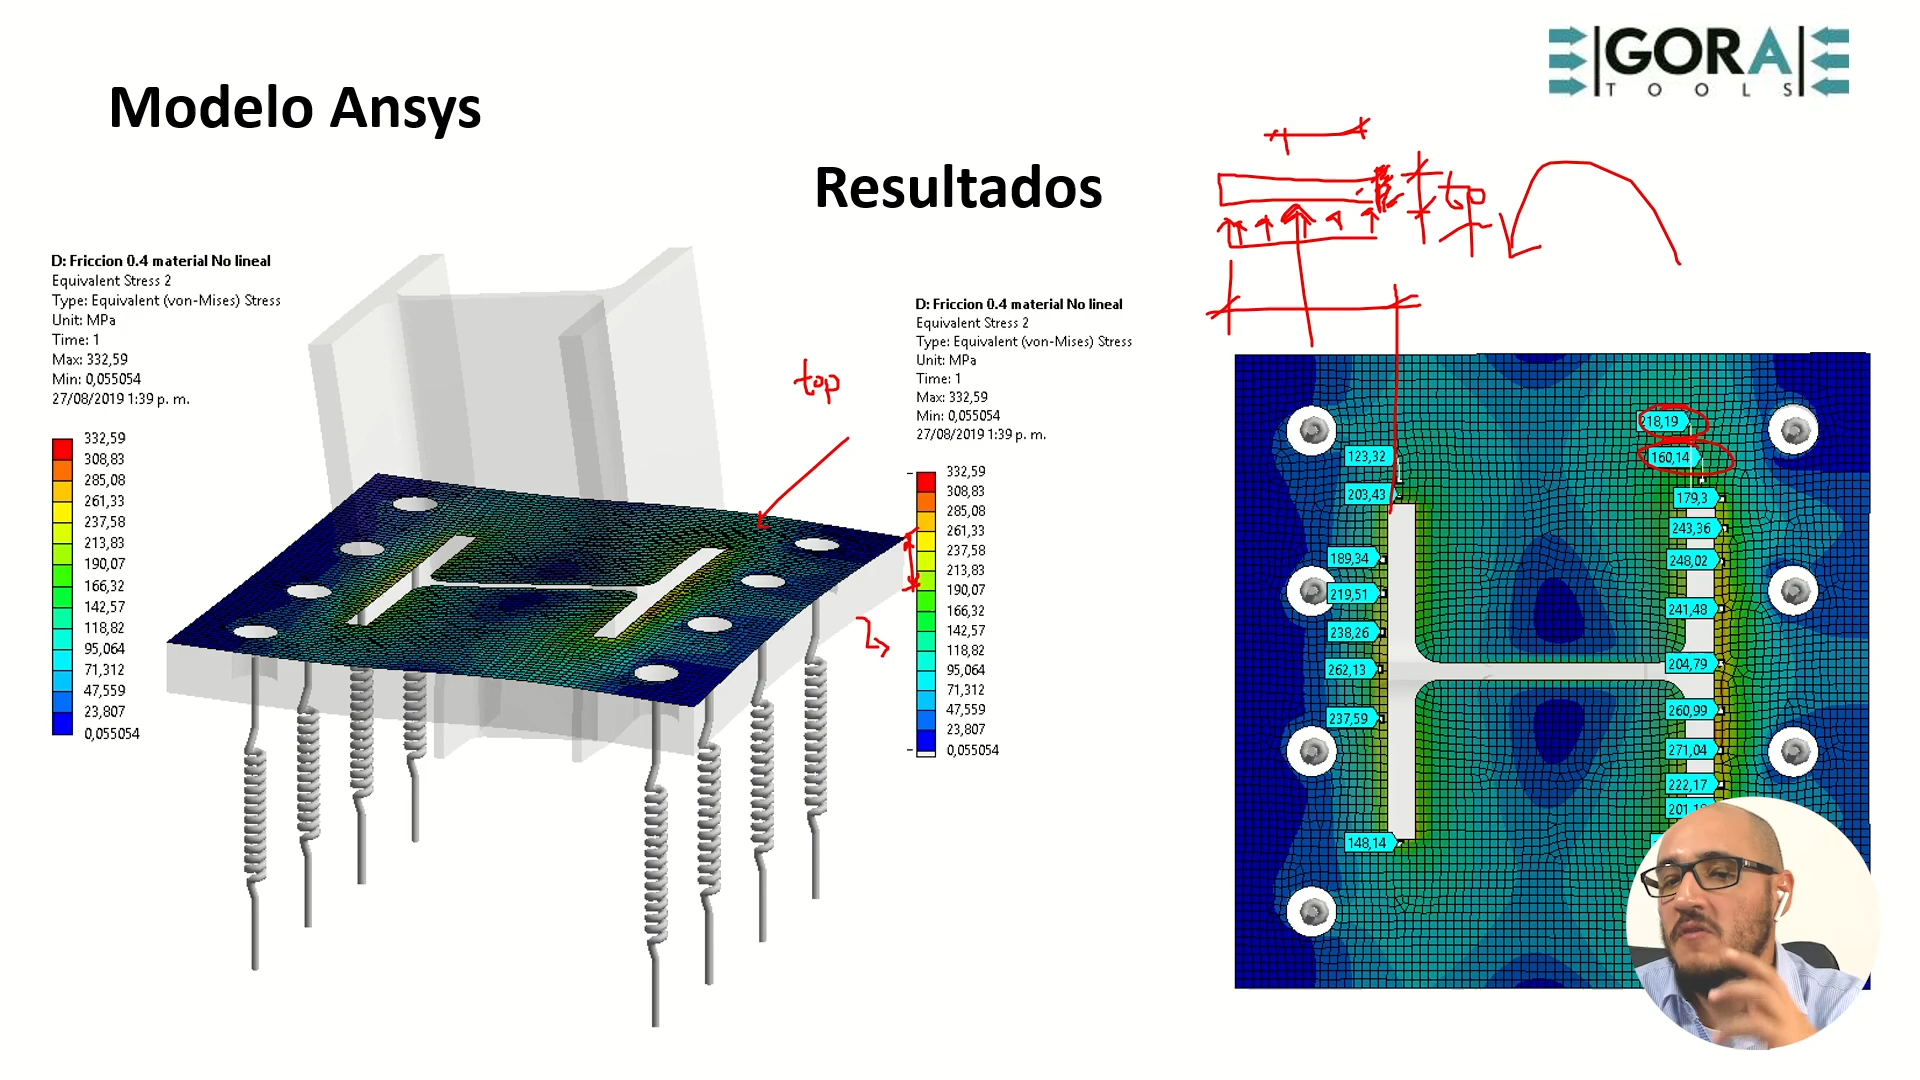 GORA
TOOLS
Modelo Ansys
Resultados
top
D: Friccion 0.4 material No lineal
Equivalent Stress 2
Type: Equivalent (von-Mises) Stress
Unit: MPa
Time: 1
Max: 332,59
Min: 0,055054
27/08/2019 1:39 p. m.
332,59
308,83
285,08
261,33
237,58
213,83
190,07
166,32
142,57
118,82
95,064
71,312
47,559
23,807
0,055054
top
D: Friccion 0.4 material No lineal
Equivalent Stress 2
Type: Equivalent (von-Mises) Stress
Unit: MPa
Time: 1
Max: 332,59
Min: 0,055054
27/08/2019 1:39 p. m.
332,59
308,83
285,08
261,33
237,58
213,83
190,07
166,32
142,57
118,82
95,064
71,312
47,559
23,807
0,055054
123,32
203,43
189,34
219,51
238,26
262,13
237,59
148,14
218,19
160,14
179,3
243,36
248,02
241,48
204,79
260,99
271,04
222,17